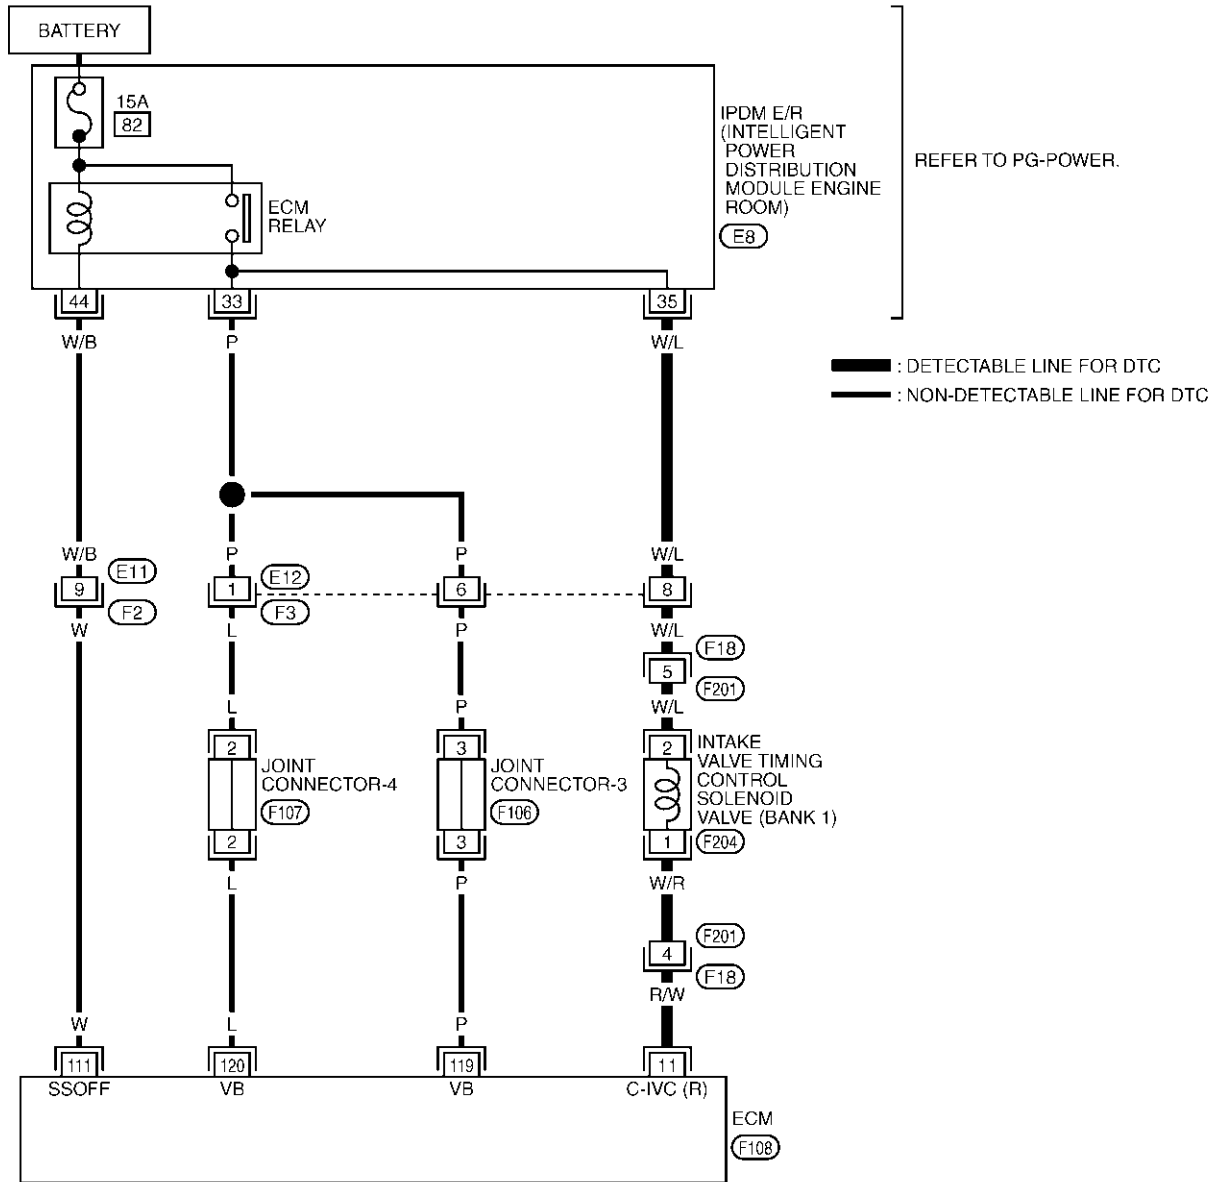 BATTERY
15A
82
IPDM E/R
(INTELLIGENT
POWER
DISTRIBUTION
MODULE ENGINE
ROOM)
E8
REFER TO PG-POWER.
ECM
RELAY
44
33
35
W/B
P
W/L
: DETECTABLE LINE FOR DTC
: NON-DETECTABLE LINE FOR DTC
W/B
P
P
W/L
9
E11
F2
1
E12
F3
6
8
W
L
P
W/L
F18
5
F201
L
P
W/L
2
JOINT
CONNECTOR-4
F107
2
3
JOINT
CONNECTOR-3
F106
3
2
INTAKE
VALVE TIMING
CONTROL
SOLENOID
VALVE (BANK 1)
1
F204
L
P
W/R
F201
4
F18
R/W
W
L
P
111
120
119
11
SSOFF
VB
VB
C-IVC (R)
ECM
F108